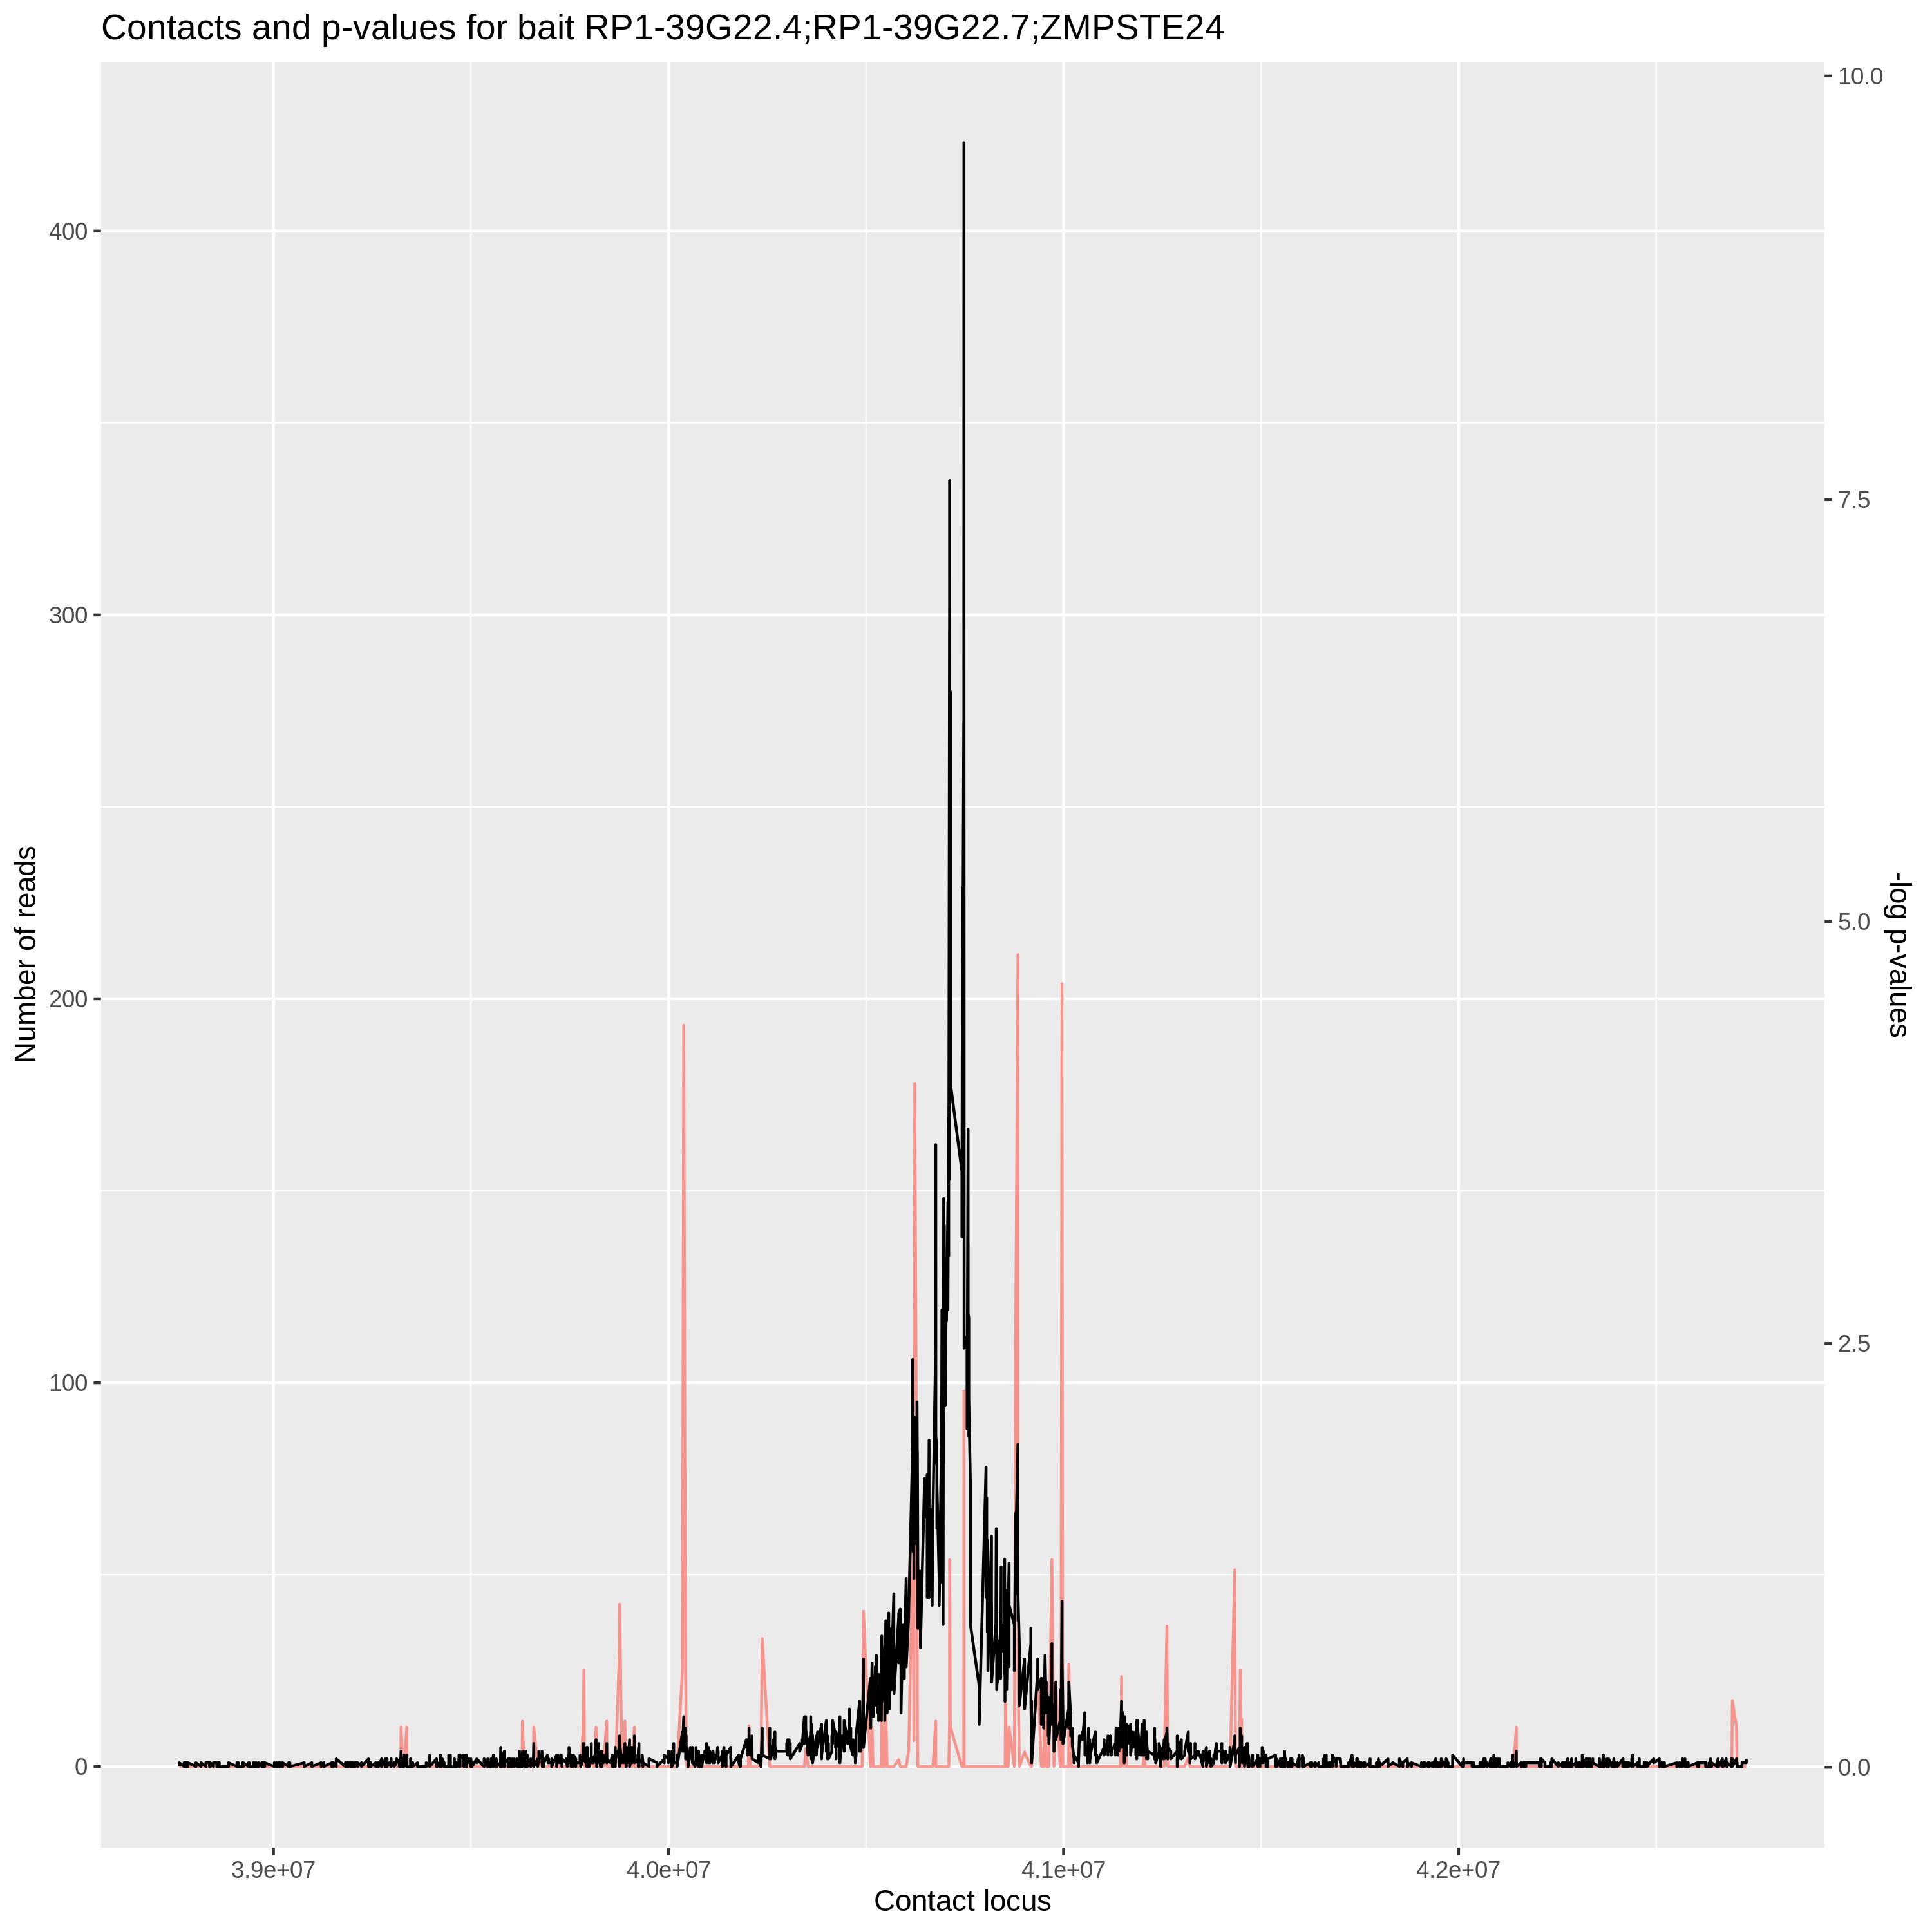 Contacts and p-values for bait RP1-39G22.4;RP1-39G22.7;ZMPSTE24
10.0
400
7.5
300
Number of reads
-log p-values
5.0
200
2.5
100
0
0.0
3.9e+07 4.0e+07 4.1e+07 4.2e+07
Contact locus